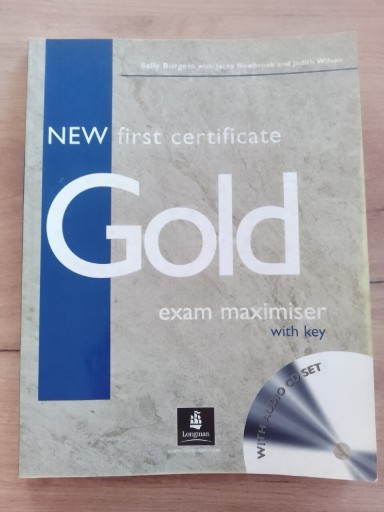 Sally Burgess with Jacky Newbrook and Judith Wilson
NEW first certificate
Gold
exam maximiser
with key
WITH AUDIO CD SET
Longman